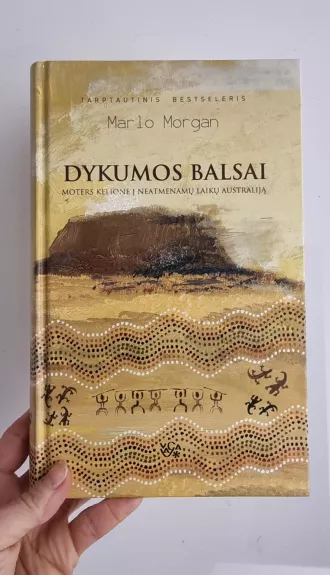 TARPTAUTINIS BESTSELERIS
Marlo Morgan
DYKUMOS BALSAI
MOTERS KELIONĖ Į NEATMENAMŲ LAIKŲ AUSTRALIJĄ